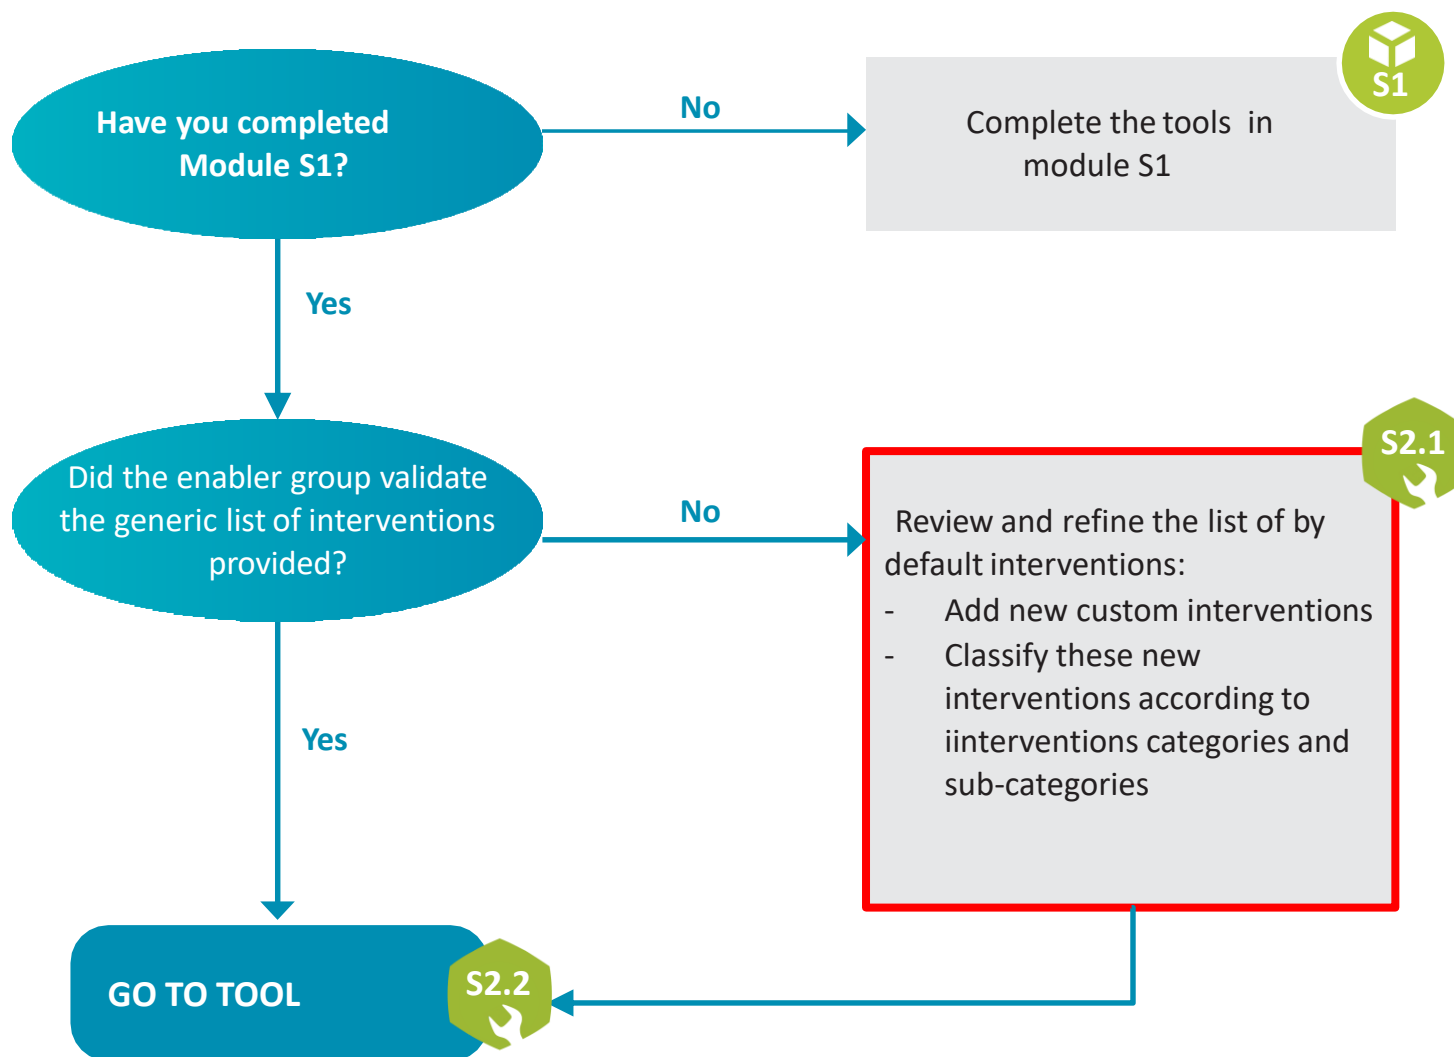 Have you completed
Module S1?
No
Complete the tools in
module S1
S1
Yes
Did the enabler group validate
the generic list of interventions
provided?
No
S2.1
Review and refine the list of by
default interventions:
- Add new custom interventions
- Classify these new
interventions according to
iinterventions categories and
sub-categories
Yes
GO TO TOOL
S2.2